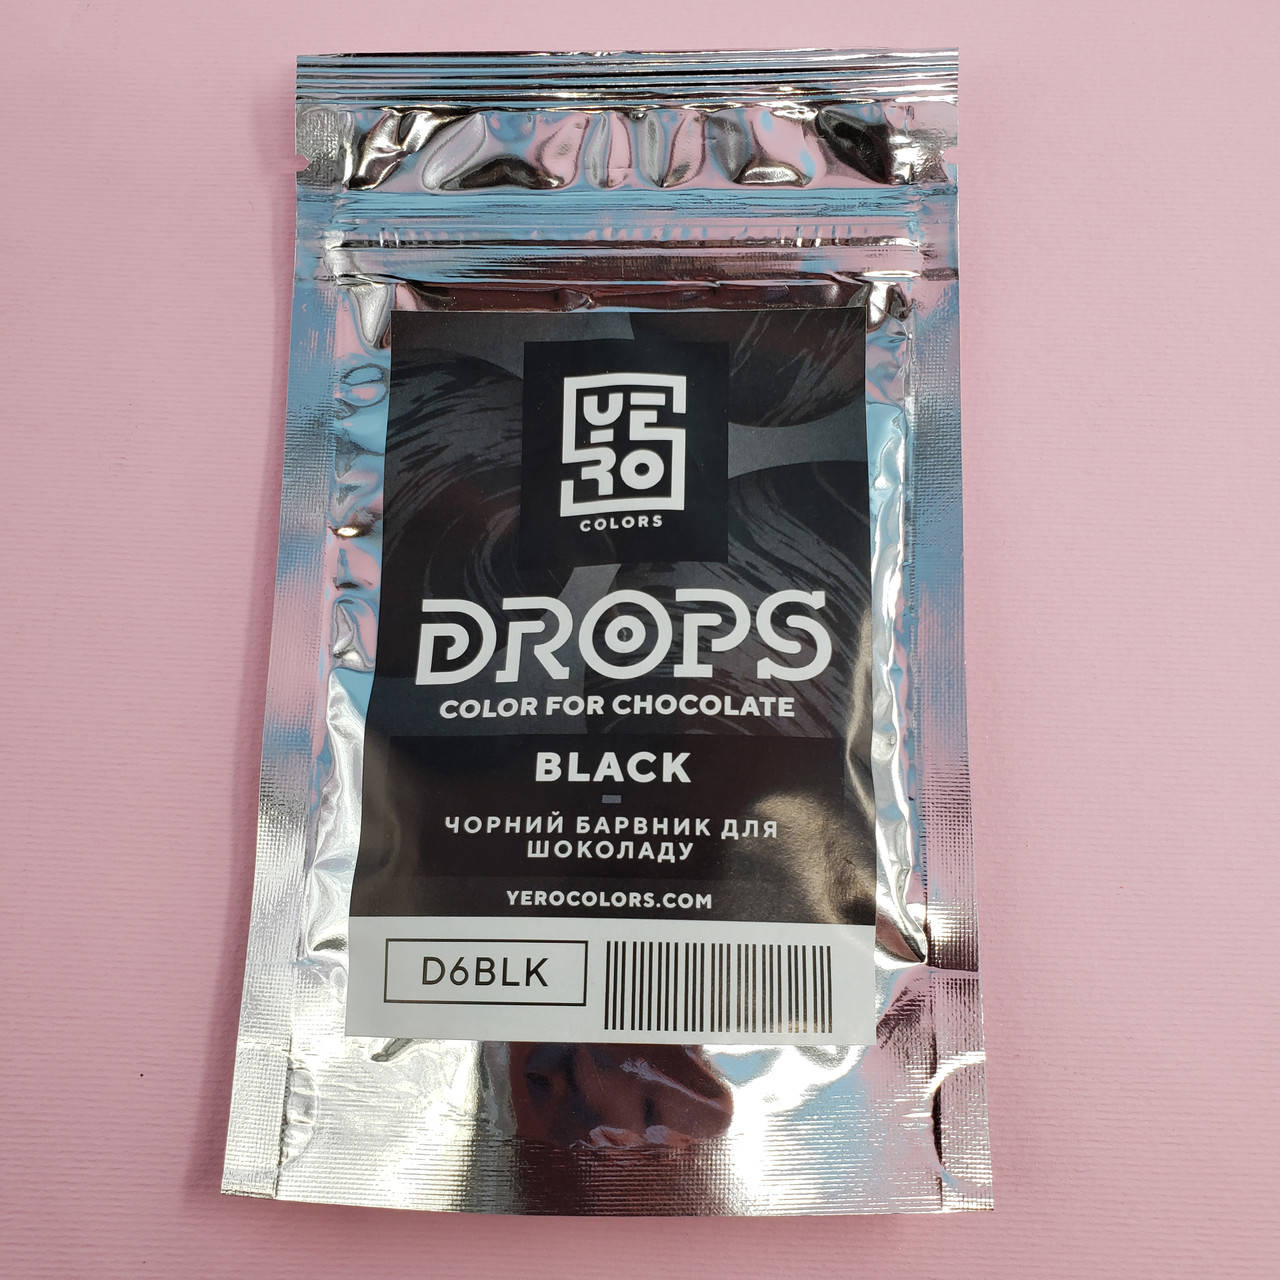 YERO
COLORS
DROPS
COLOR FOR CHOCOLATE
BLACK
ЧОРНИЙ БАРВНИК ДЛЯ
ШОКОЛАДУ
YEROCOLORS.COM
D6BLK